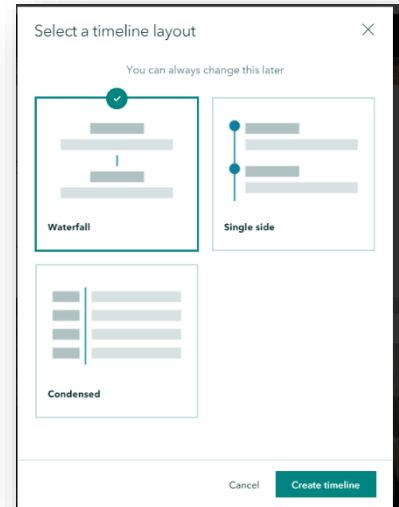 Select a timeline layout
You can always change this later
Waterfall
Single side
Condensed
Cancel
Create timeline